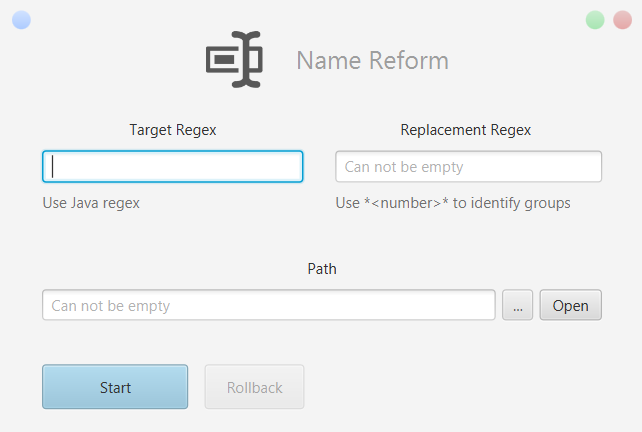 Name Reform
Target Regex
Replacement Regex
Can not be empty
Use Java regex
Use *<number>* to identify groups
Path
Can not be empty
...
Open
Start
Rollback